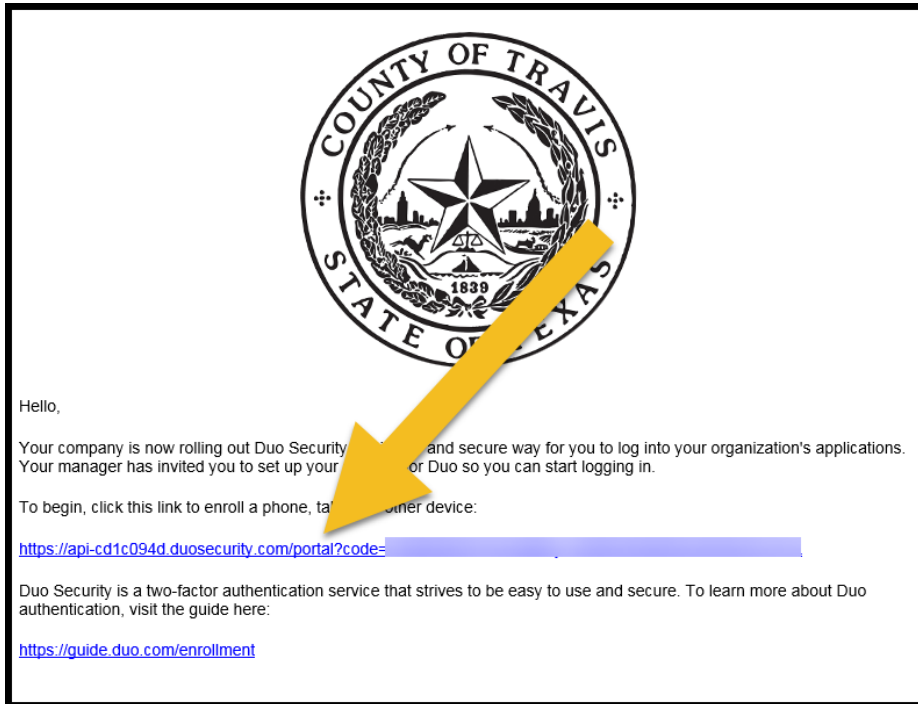 COUNTY OF TRAVIS
STATE OF TEXAS
1839
Hello,
Your company is now rolling out Duo Security and secure way for you to log into your organization's applications.
Your manager has invited you to set up your or Duo so you can start logging in.
To begin, click this link to enroll a phone, other device:
https://api-cd1c094d.duosecurity.com/portal?code=
Duo Security is a two-factor authentication service that strives to be easy to use and secure. To learn more about Duo
authentication, visit the guide here:
https://guide.duo.com/enrollment